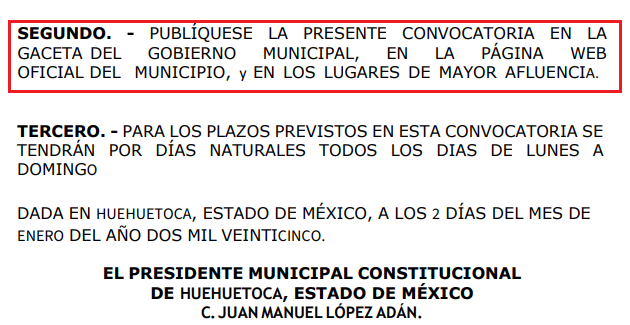 SEGUNDO. - PUBLÍQUESE LA PRESENTE CONVOCATORIA EN LA
GACETA DEL GOBIERNO MUNICIPAL, EN LA PÁGINA WEB
OFICIAL DEL MUNICIPIO, y EN LOS LUGARES DE MAYOR AFLUENCIA.
TERCERO. - PARA LOS PLAZOS PREVISTOS EN ESTA CONVOCATORIA SE
TENDRÁN POR DÍAS NATURALES TODOS LOS DIAS DE LUNES A
DOMINGO
DADA EN HUEHUETOCA, ESTADO DE MÉXICO, A LOS 2 DÍAS DEL MES DE
ENERO DEL AÑO DOS MIL VEINTICINCO.
EL PRESIDENTE MUNICIPAL CONSTITUCIONAL
DE HUEHUETOCA, ESTADO DE MÉXICO
C. JUAN MANUEL LÓPEZ ADÁN.